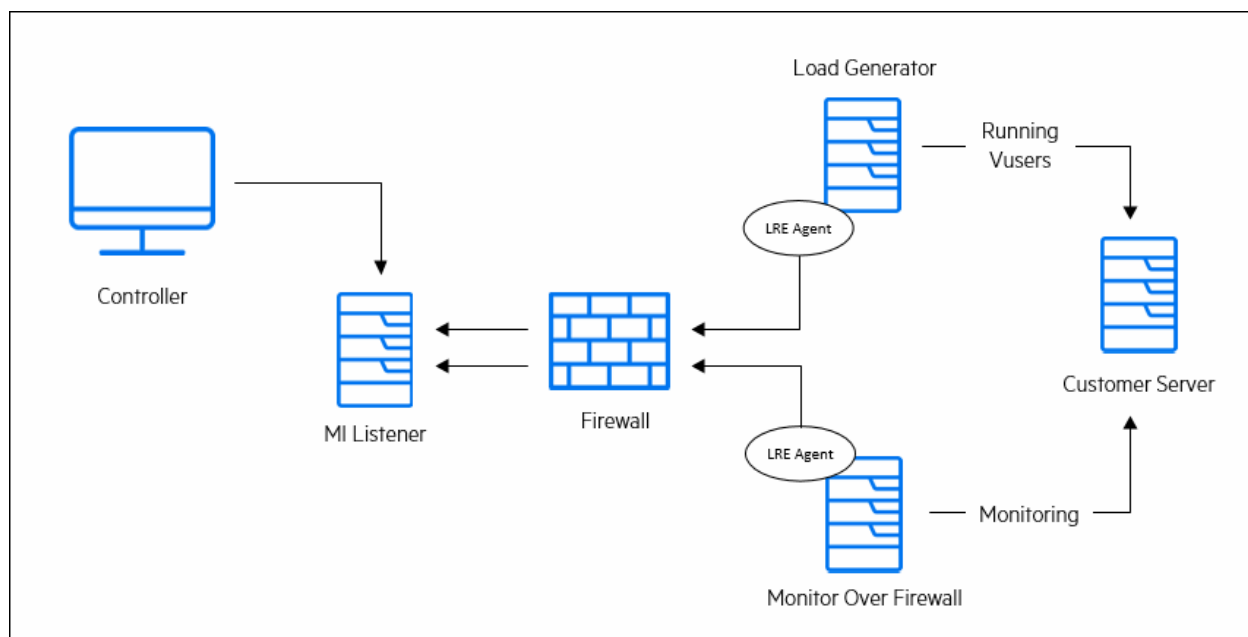 Load Generator
Running
Vusers
LRE Agent
Controller
MI Listener
Firewall
Customer Server
LRE Agent
Monitoring
Monitor Over Firewall